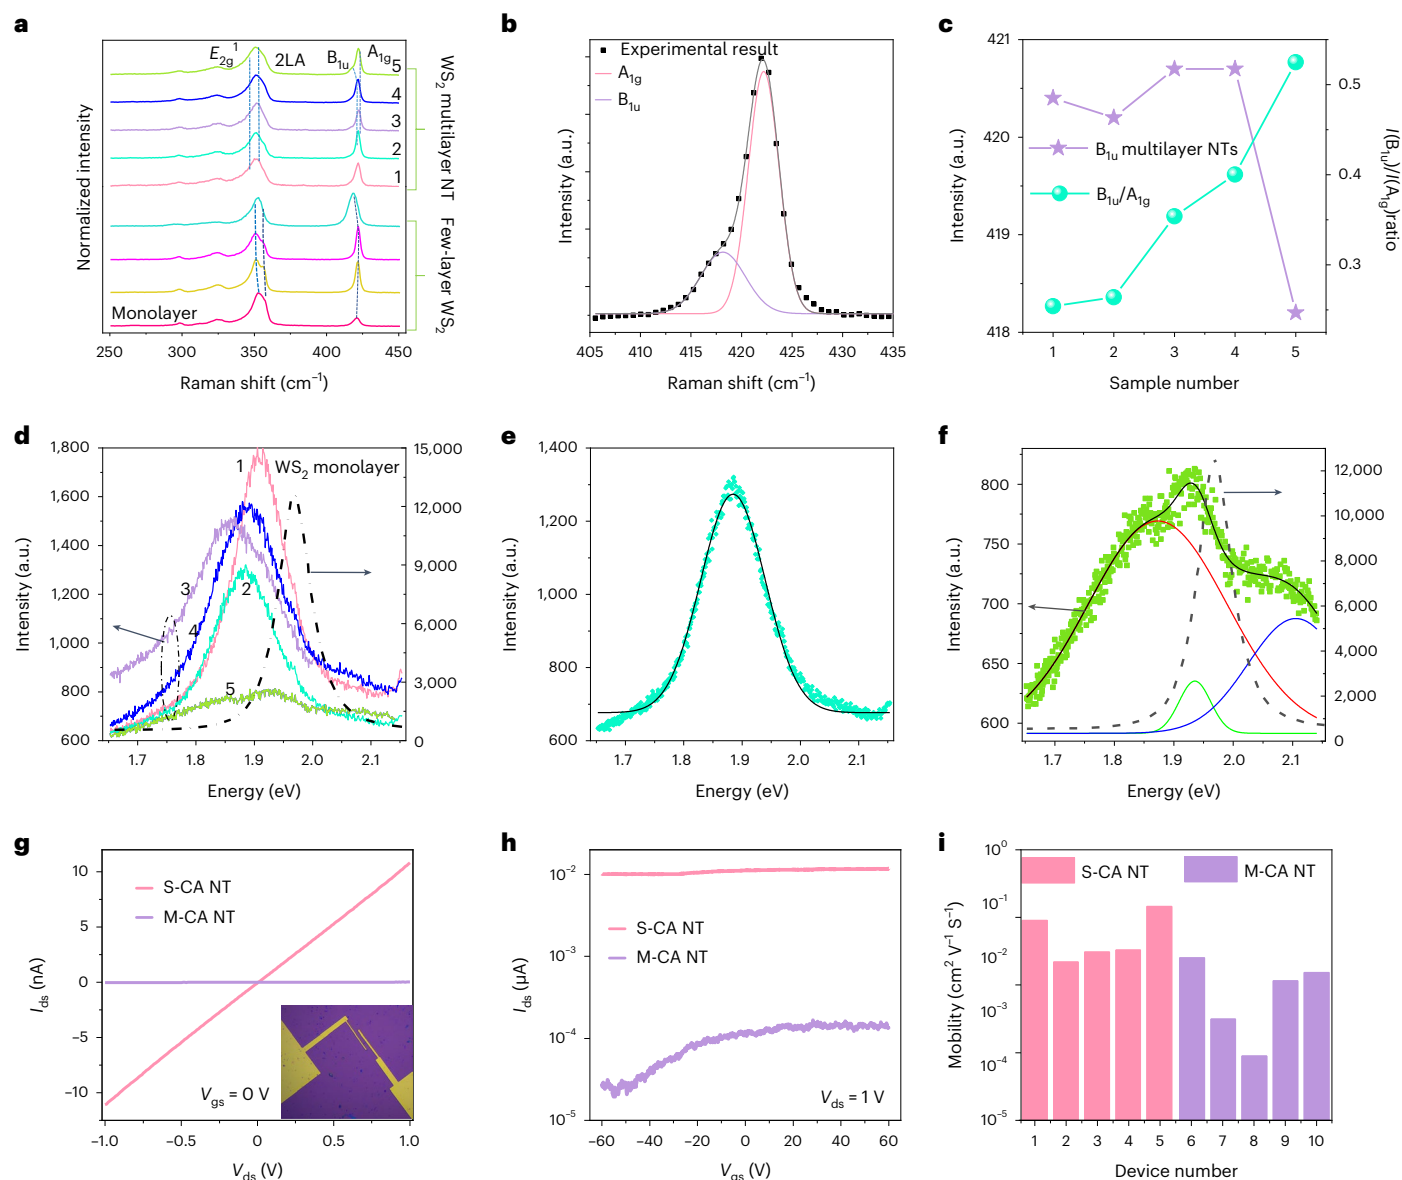 a
Normalized intensity
E2g1
2LA
B1u
A1g
5
4
3
2
1
Monolayer
WS2 multilayer NT
Few-layer WS2
250 300 350 400 450
Raman shift (cm−1)
b
Intensity (a.u.)
Experimental result
A1g
B1u
405 410 415 420 425 430 435
Raman shift (cm−1)
c
Intensity (a.u.)
421
420
419
418
B1u multilayer NTs
B1u/A1g
0.5
0.4
0.3
I(B1u)/I(A1g)ratio
1 2 3 4 5
Sample number
d
Intensity (a.u.)
1,800
1,600
1,400
1,200
1,000
800
600
1
WS2 monolayer
3
2
4
5
15,000
12,000
9,000
6,000
3,000
0
1.7 1.8 1.9 2.0 2.1
Energy (eV)
e
Intensity (a.u.)
1,400
1,200
1,000
800
600
1.7 1.8 1.9 2.0 2.1
Energy (eV)
f
Intensity (a.u.)
800
750
700
650
600
12,000
10,000
8,000
6,000
4,000
2,000
0
1.7 1.8 1.9 2.0 2.1
Energy (eV)
g
Ids (nA)
10
5
0
−5
−10
S-CA NT
M-CA NT
Vgs = 0 V
−1.0 −0.5 0 0.5 1.0
Vds (V)
h
Ids (µA)
10−2
10−3
10−4
10−5
S-CA NT
M-CA NT
Vds = 1 V
−60 −40 −20 0 20 40 60
Vgs (V)
i
Mobility (cm2 V−1 S−1)
100
10−1
10−2
10−3
10−4
10−5
S-CA NT
M-CA NT
1 2 3 4 5 6 7 8 9 10
Device number